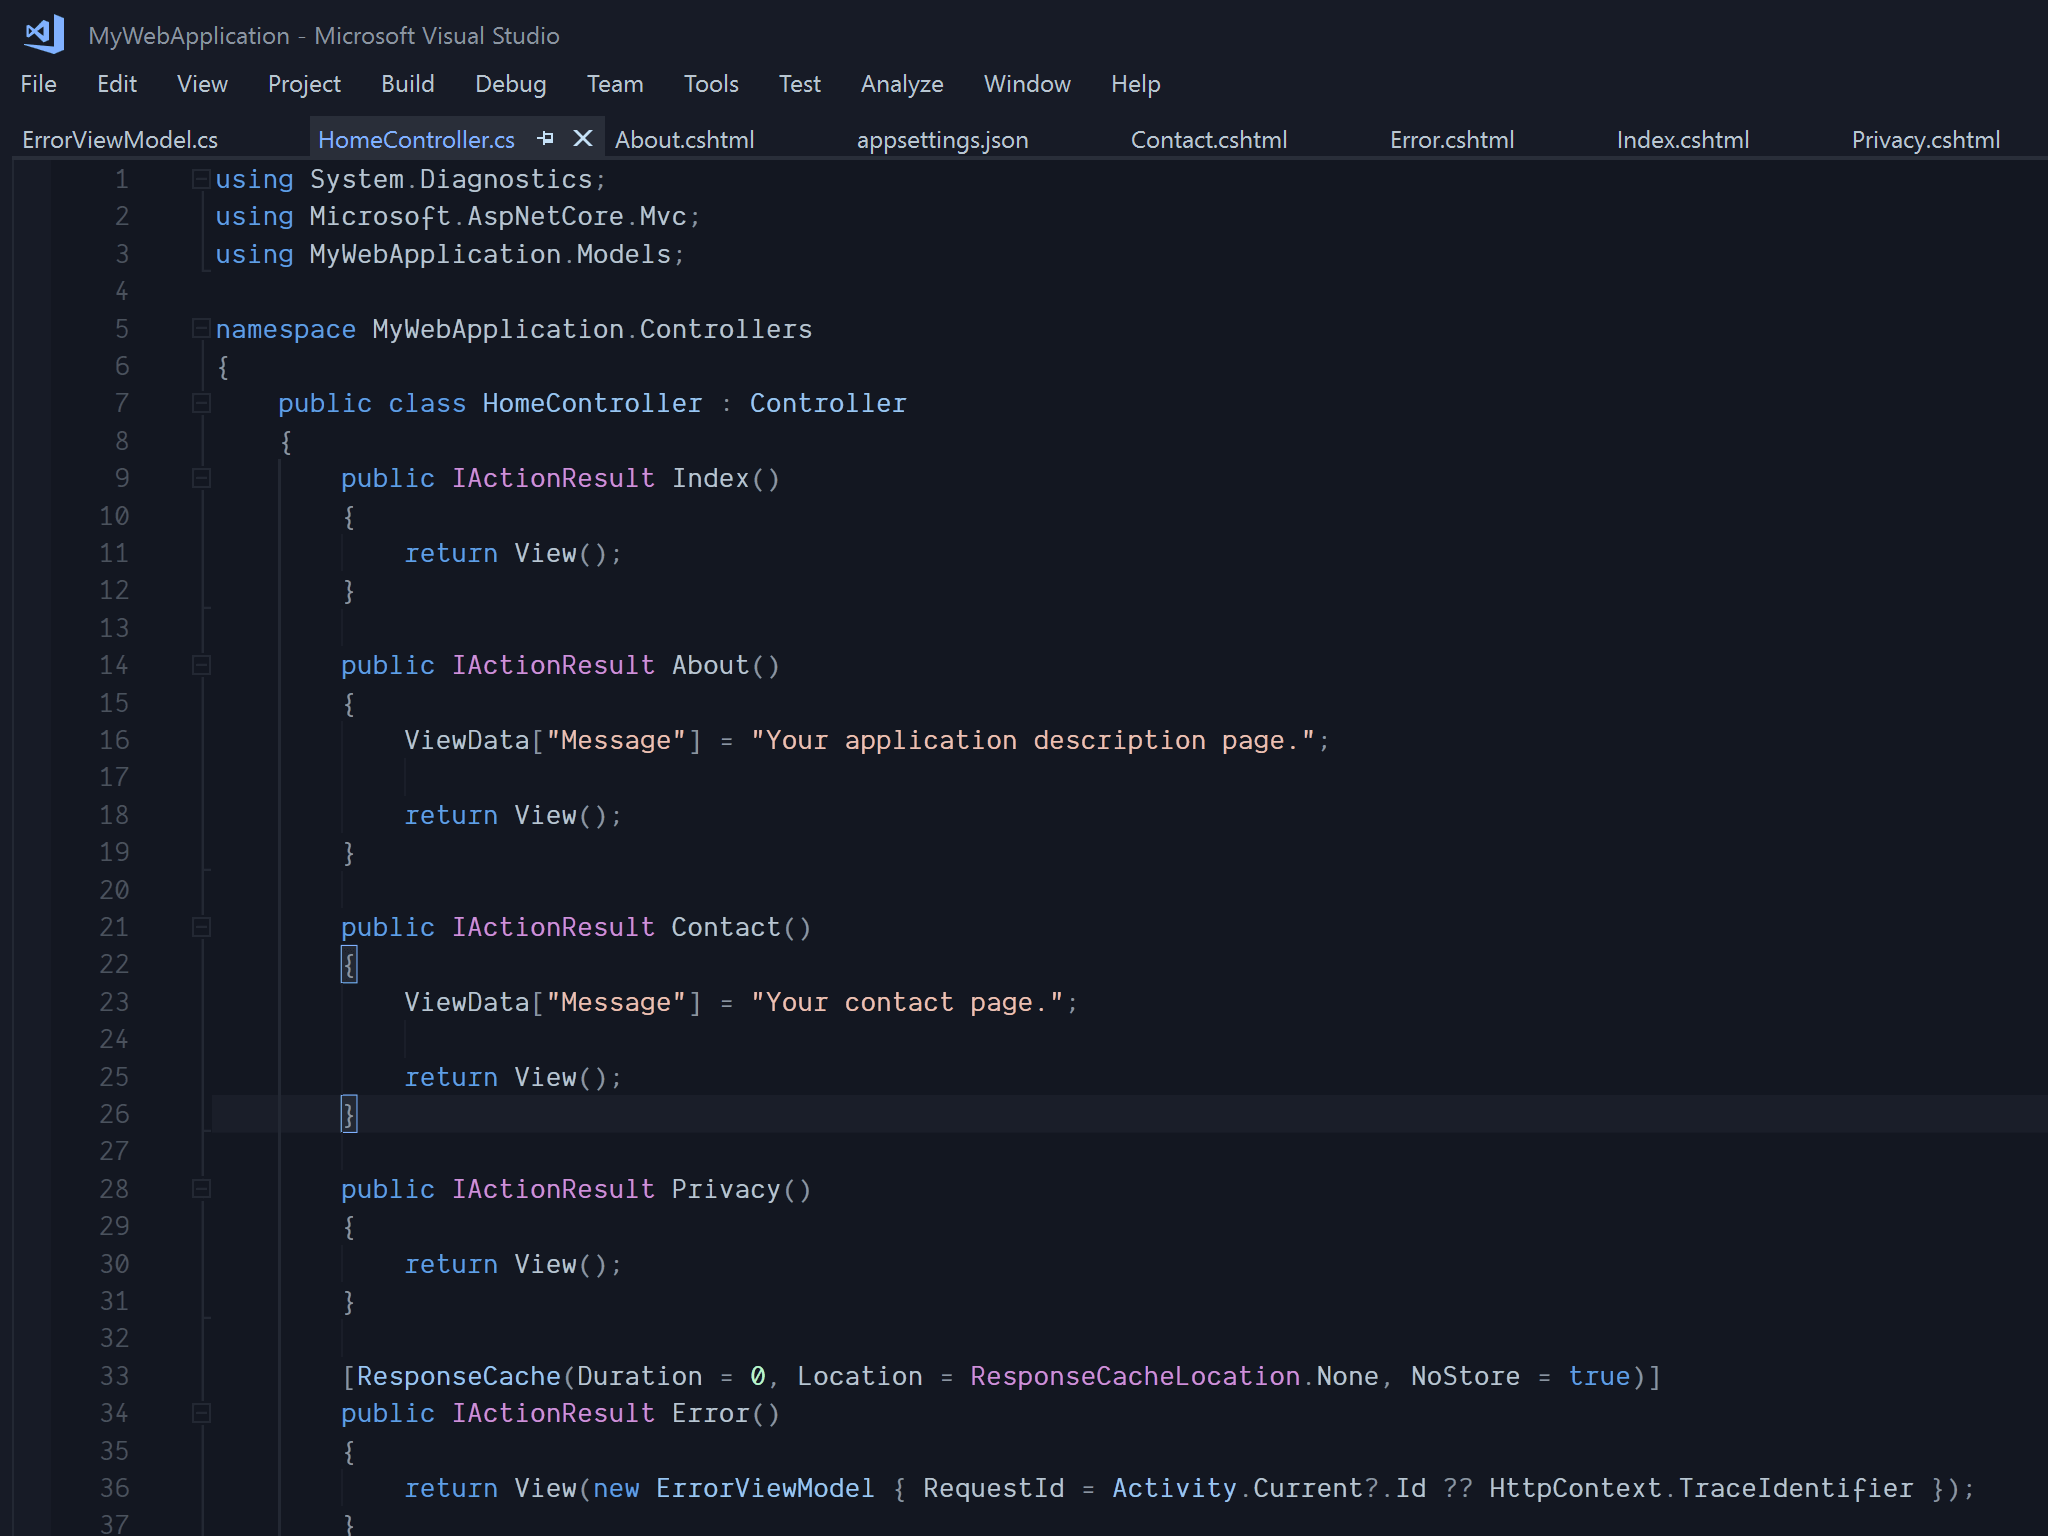 MyWebApplication - Microsoft Visual Studio
File Edit View Project Build Debug Team Tools Test Analyze Window Help
ErrorViewModel.cs HomeController.cs About.cshtml appsettings.json Contact.cshtml Error.cshtml Index.cshtml Privacy.cshtml
1 using System.Diagnostics;
2 using Microsoft.AspNetCore.Mvc;
3 using MyWebApplication.Models;
4
5 namespace MyWebApplication.Controllers
6 {
7     public class HomeController : Controller
8     {
9         public IActionResult Index()
10         {
11             return View();
12         }
13
14         public IActionResult About()
15         {
16             ViewData["Message"] = "Your application description page.";
17
18             return View();
19         }
20
21         public IActionResult Contact()
22         {
23             ViewData["Message"] = "Your contact page.";
24
25             return View();
26         }
27
28         public IActionResult Privacy()
29         {
30             return View();
31         }
32
33         [ResponseCache(Duration = 0, Location = ResponseCacheLocation.None, NoStore = true)]
34         public IActionResult Error()
35         {
36             return View(new ErrorViewModel { RequestId = Activity.Current?.Id ?? HttpContext.TraceIdentifier });
37         }